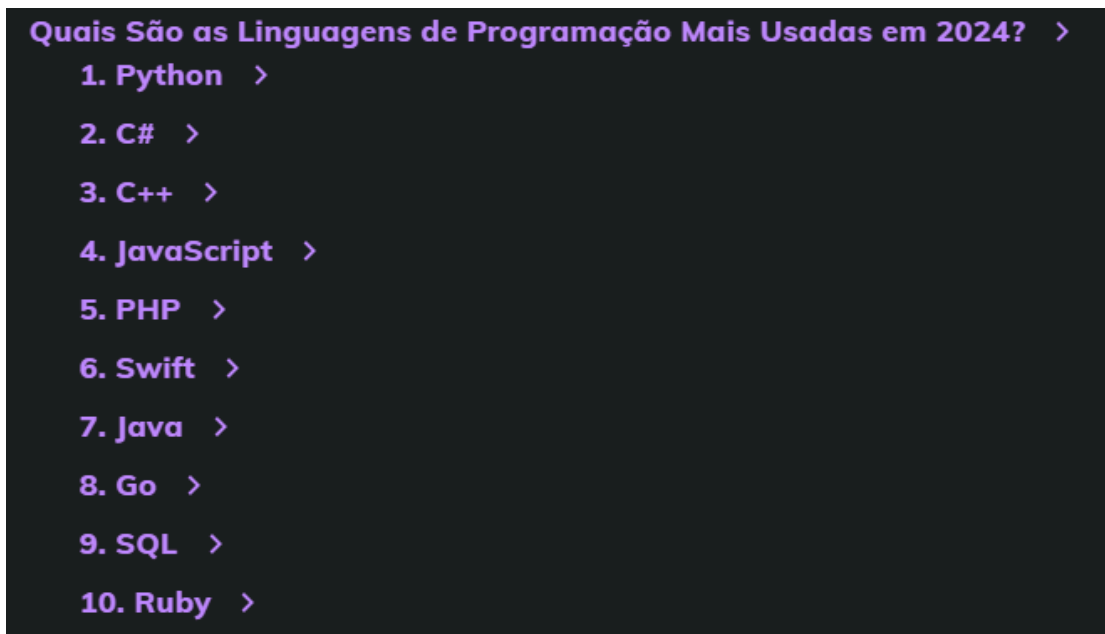 Quais São as Linguagens de Programação Mais Usadas em 2024? >
1. Python >
2. C# >
3. C++ >
4. JavaScript >
5. PHP >
6. Swift >
7. Java >
8. Go >
9. SQL >
10. Ruby >